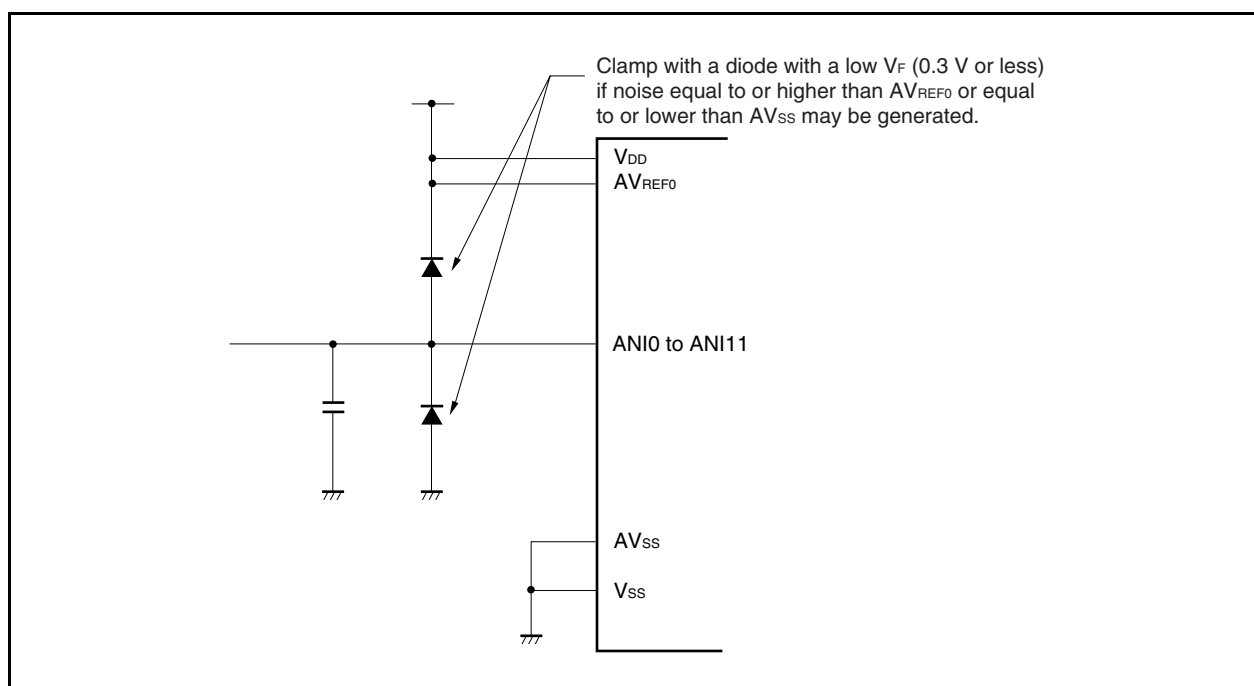 Clamp with a diode with a low VF (0.3 V or less)
if noise equal to or higher than AVREF0 or equal
to or lower than AVSS may be generated.
VDD
AVREF0
ANI0 to ANI11
AVSS
VSS